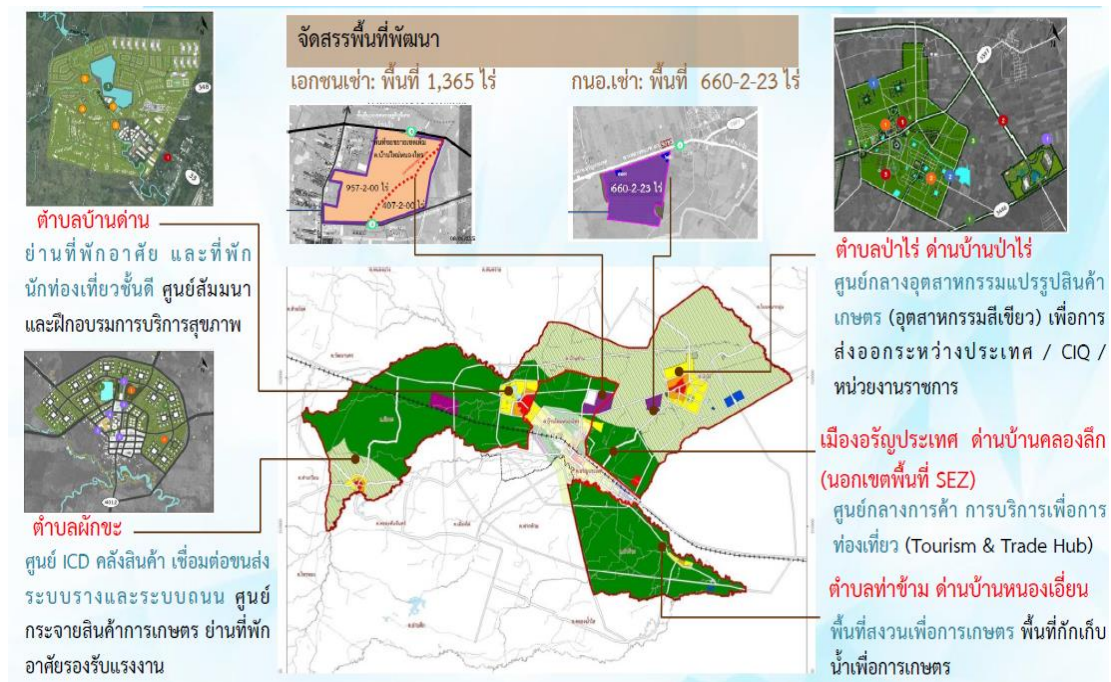 จัดสรรพื้นที่พัฒนา
เอกชนเช่า: พื้นที่ 1,365 ไร่
กนอ.เช่า: พื้นที่ 660-2-23 ไร่
957-2-00 ไร่
407-2-00 ไร่
660-2-23 ไร่
348
33
ตำบลบ้านด่าน
ย่านที่พักอาศัย และที่พัก
นักท่องเที่ยวชั้นดี ศูนย์สัมมนา
และฝึกอบรมการบริการสุขภาพ
ตำบลผักขะ
ศูนย์ ICD คลังสินค้า เชื่อมต่อขนส่ง
ระบบรางและระบบถนน ศูนย์
กระจายสินค้าการเกษตร ย่านที่พัก
อาศัยรองรับแรงงาน
ตำบลป่าไร่ ด่านบ้านป่าไร่
ศูนย์กลางอุตสาหกรรมแปรรูปสินค้า
เกษตร (อุตสาหกรรมสีเขียว) เพื่อการ
ส่งออกระหว่างประเทศ / CIQ /
หน่วยงานราชการ
เมืองอรัญประเทศ ด่านบ้านคลองลึก
(นอกเขตพื้นที่ SEZ)
ศูนย์กลางการค้า การบริการเพื่อการ
ท่องเที่ยว (Tourism & Trade Hub)
ตำบลท่าข้าม ด่านบ้านหนองเอี่ยน
พื้นที่สงวนเพื่อการเกษตร พื้นที่กักเก็บ
น้ำเพื่อการเกษตร